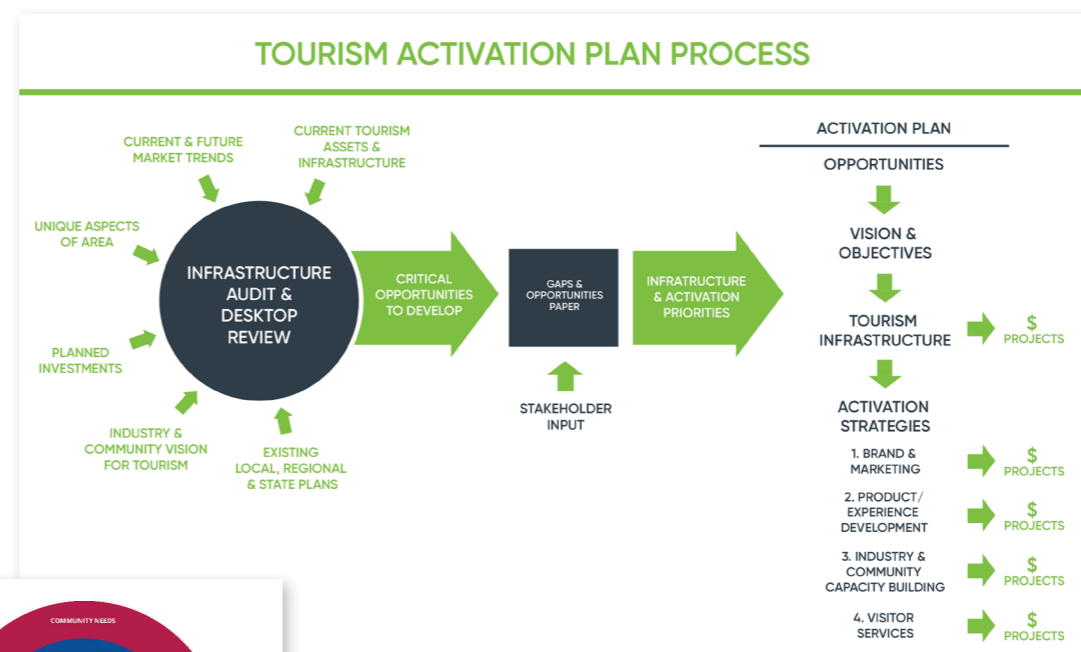 TOURISM ACTIVATION PLAN PROCESS
CURRENT & FUTURE
MARKET TRENDS
CURRENT TOURISM
ASSETS &
INFRASTRUCTURE
UNIQUE ASPECTS
OF AREA
PLANNED
INVESTMENTS
INDUSTRY &
COMMUNITY VISION
FOR TOURISM
EXISTING
LOCAL, REGIONAL
& STATE PLANS
INFRASTRUCTURE
AUDIT &
DESKTOP
REVIEW
CRITICAL
OPPORTUNITIES
TO DEVELOP
GAPS &
OPPORTUNITIES
PAPER
STAKEHOLDER
INPUT
INFRATRUCTURE
& ACTIVATION
PRIORITIES
ACTIVATION PLAN
OPPORTUNITIES
VISION &
OBJECTIVES
TOURISM
INFRASTRUCTURE
$
PROJECTS
ACTIVATION
STRATEGIES
1. BRAND &
MARKETING
$
PROJECTS
2. PRODUCT/
EXPERIENCE
DEVELOPMENT
$
PROJECTS
3. INDUSTRY &
COMMUNITY
CAPACITY BUILDING
$
PROJECTS
4. VISITOR
SERVICES
$
PROJECTS
COMMUNITY NEEDS